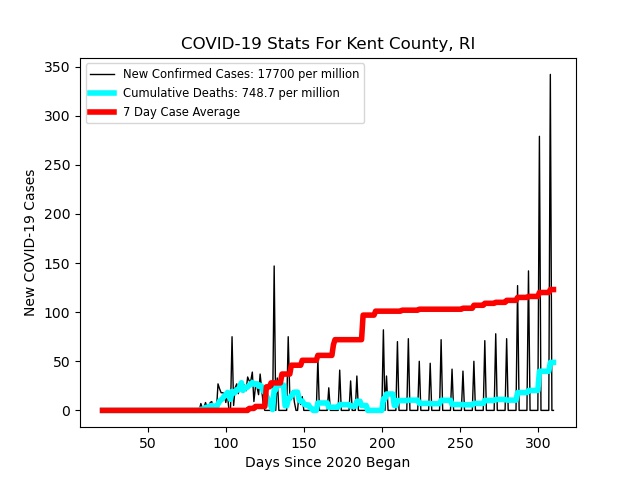 COVID-19 Stats For Kent County, RI
New Confirmed Cases: 17700 per million
Cumulative Deaths: 748.7 per million
7 Day Case Average
New COVID-19 Cases
350
300
250
200
150
100
50
0
50 100 150 200 250 300
Days Since 2020 Began